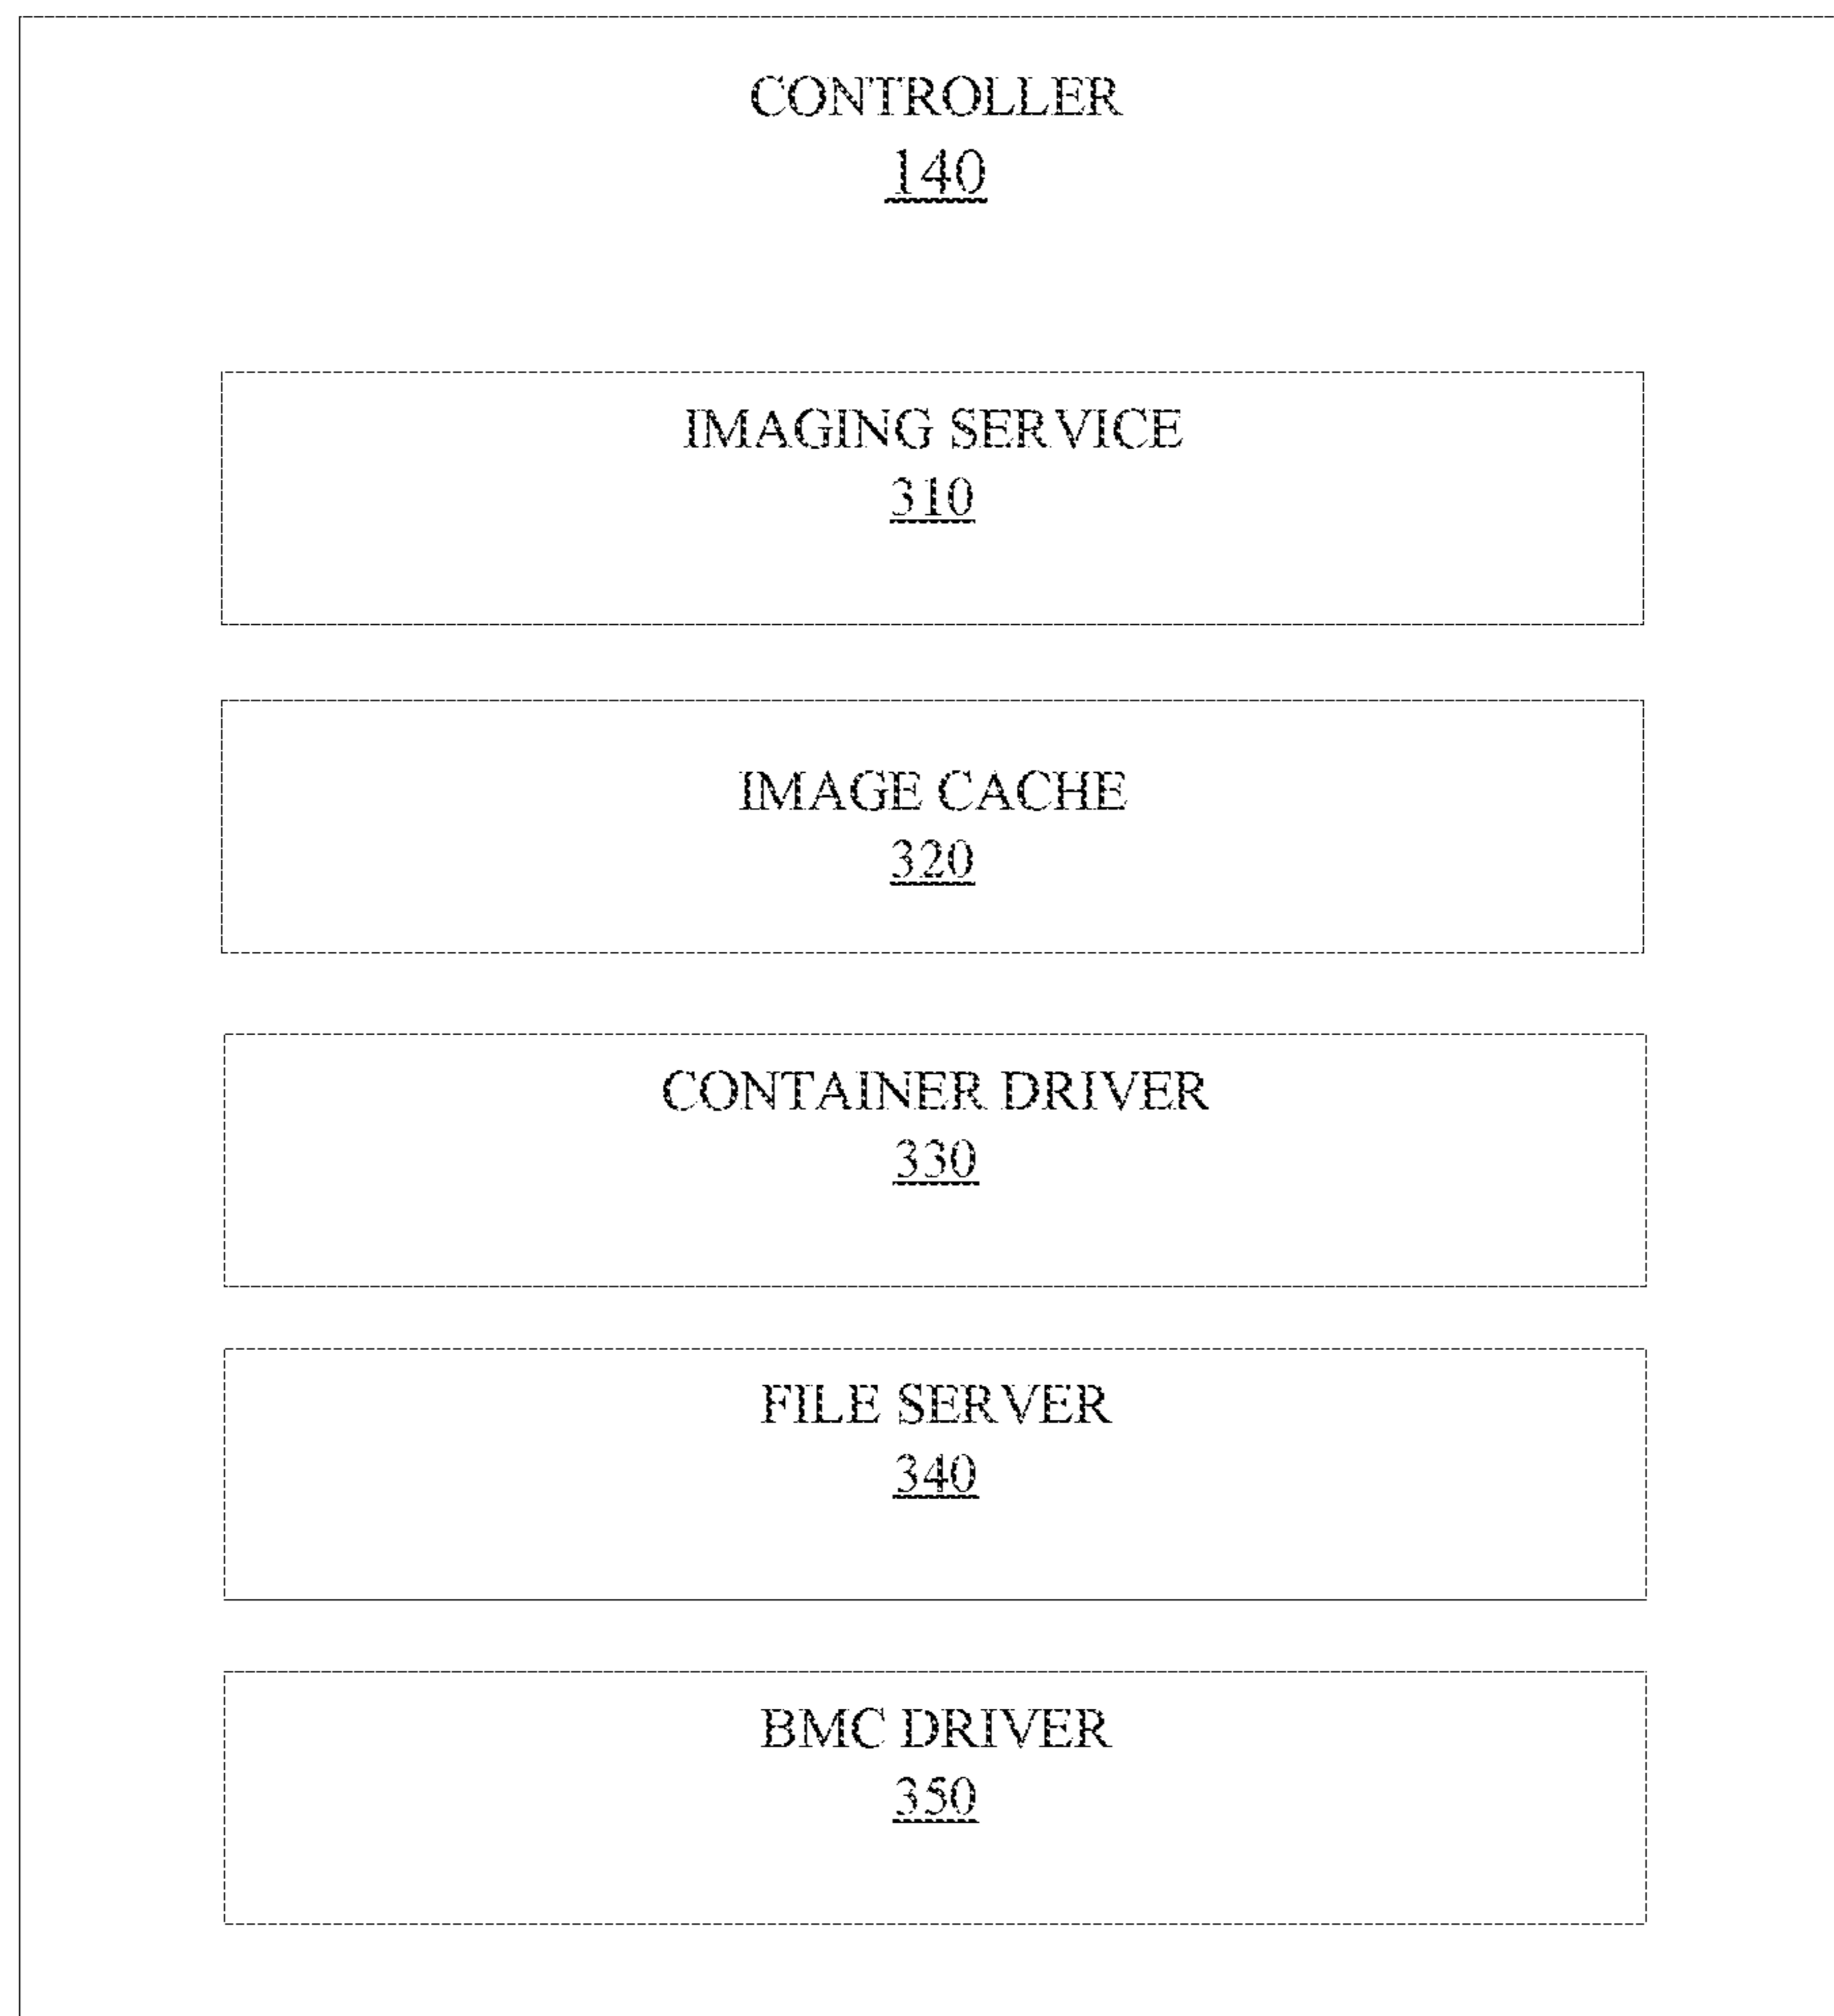 CONTROLLER
140
IMAGING SERVICE
310
IMAGE CACHE
320
CONTAINER DRIVER
330
FILE SERVER
340
BMC DRIVER
350